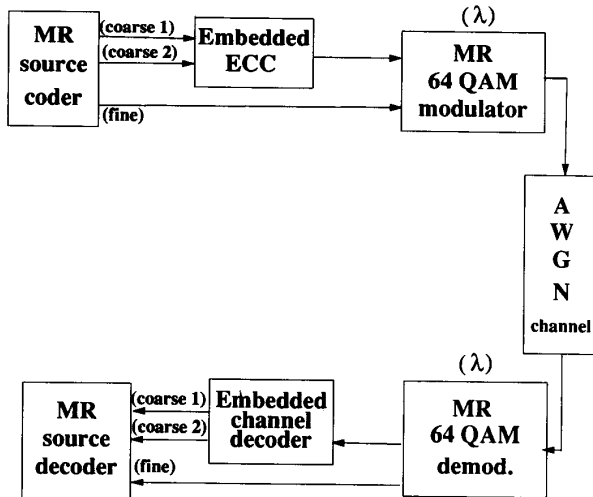 MR
source
coder
(coarse 1)
(coarse 2)
(fine)
Embedded
ECC
(λ)
MR
64 QAM
modulator
A
W
G
N
channel
(λ)
MR
64 QAM
demod.
Embedded
channel
decoder
(coarse 1)
(coarse 2)
(fine)
MR
source
decoder